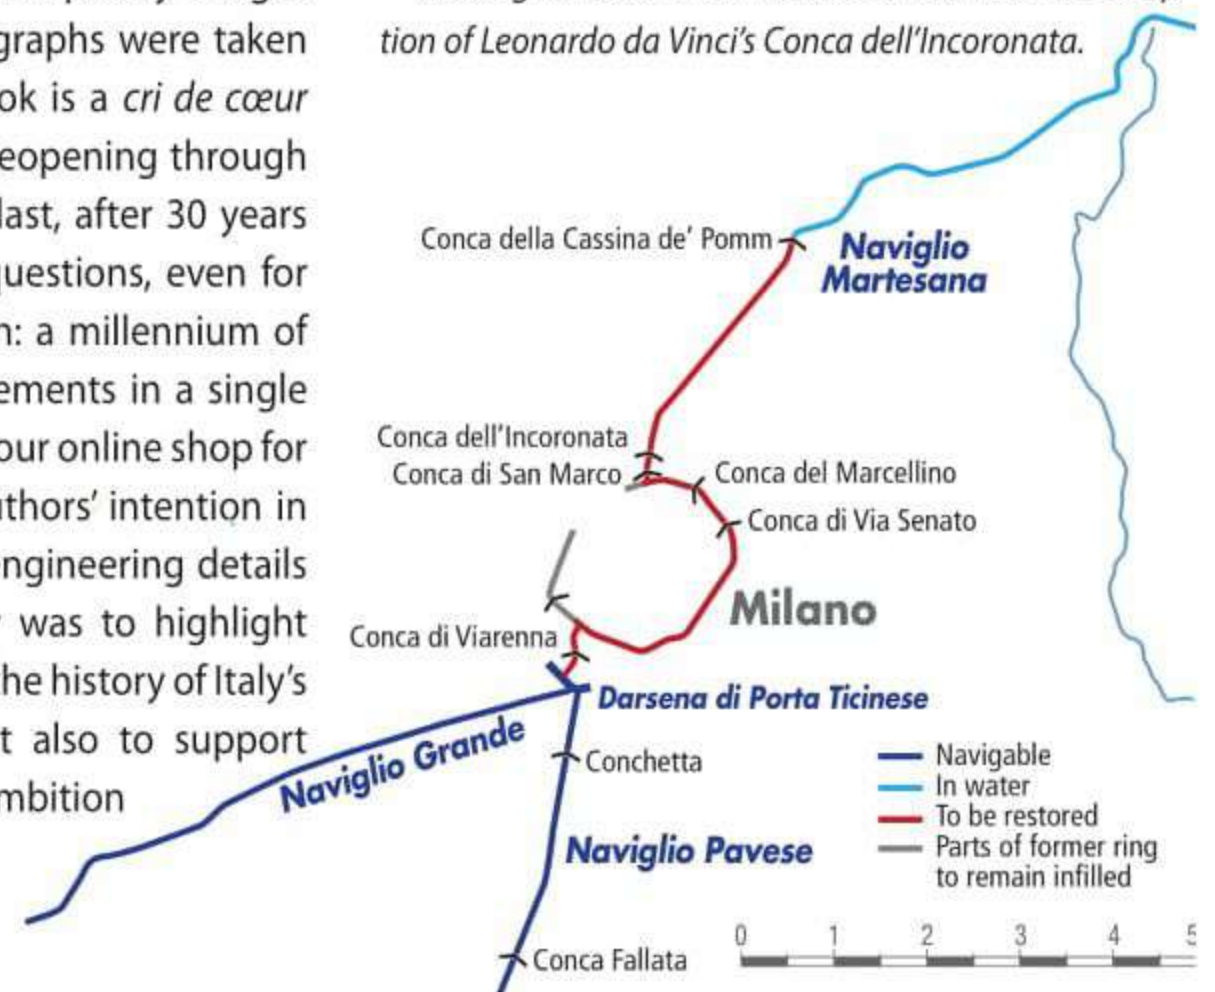 graphs were taken
ok is a cri de cœur
eopening through
last, after 30 years
questions, even for
n: a millennium of
ements in a single
our online shop for
uthors' intention in
ngineering details
was to highlight
he history of Italy's
t also to support
mbition
tion of Leonardo da Vinci's Conca dell'Incoronata.
Conca della Cassina de' Pomm
Naviglio
Martesana
Conca dell'Incoronata
Conca di San Marco
Conca del Marcellino
Conca di Via Senato
Milano
Conca di Viarenna
Darsena di Porta Ticinese
Naviglio Grande
Conchetta
Naviglio Pavese
Conca Fallata
Navigable
In water
To be restored
Parts of former ring
to remain infilled
0 1 2 3 4 5